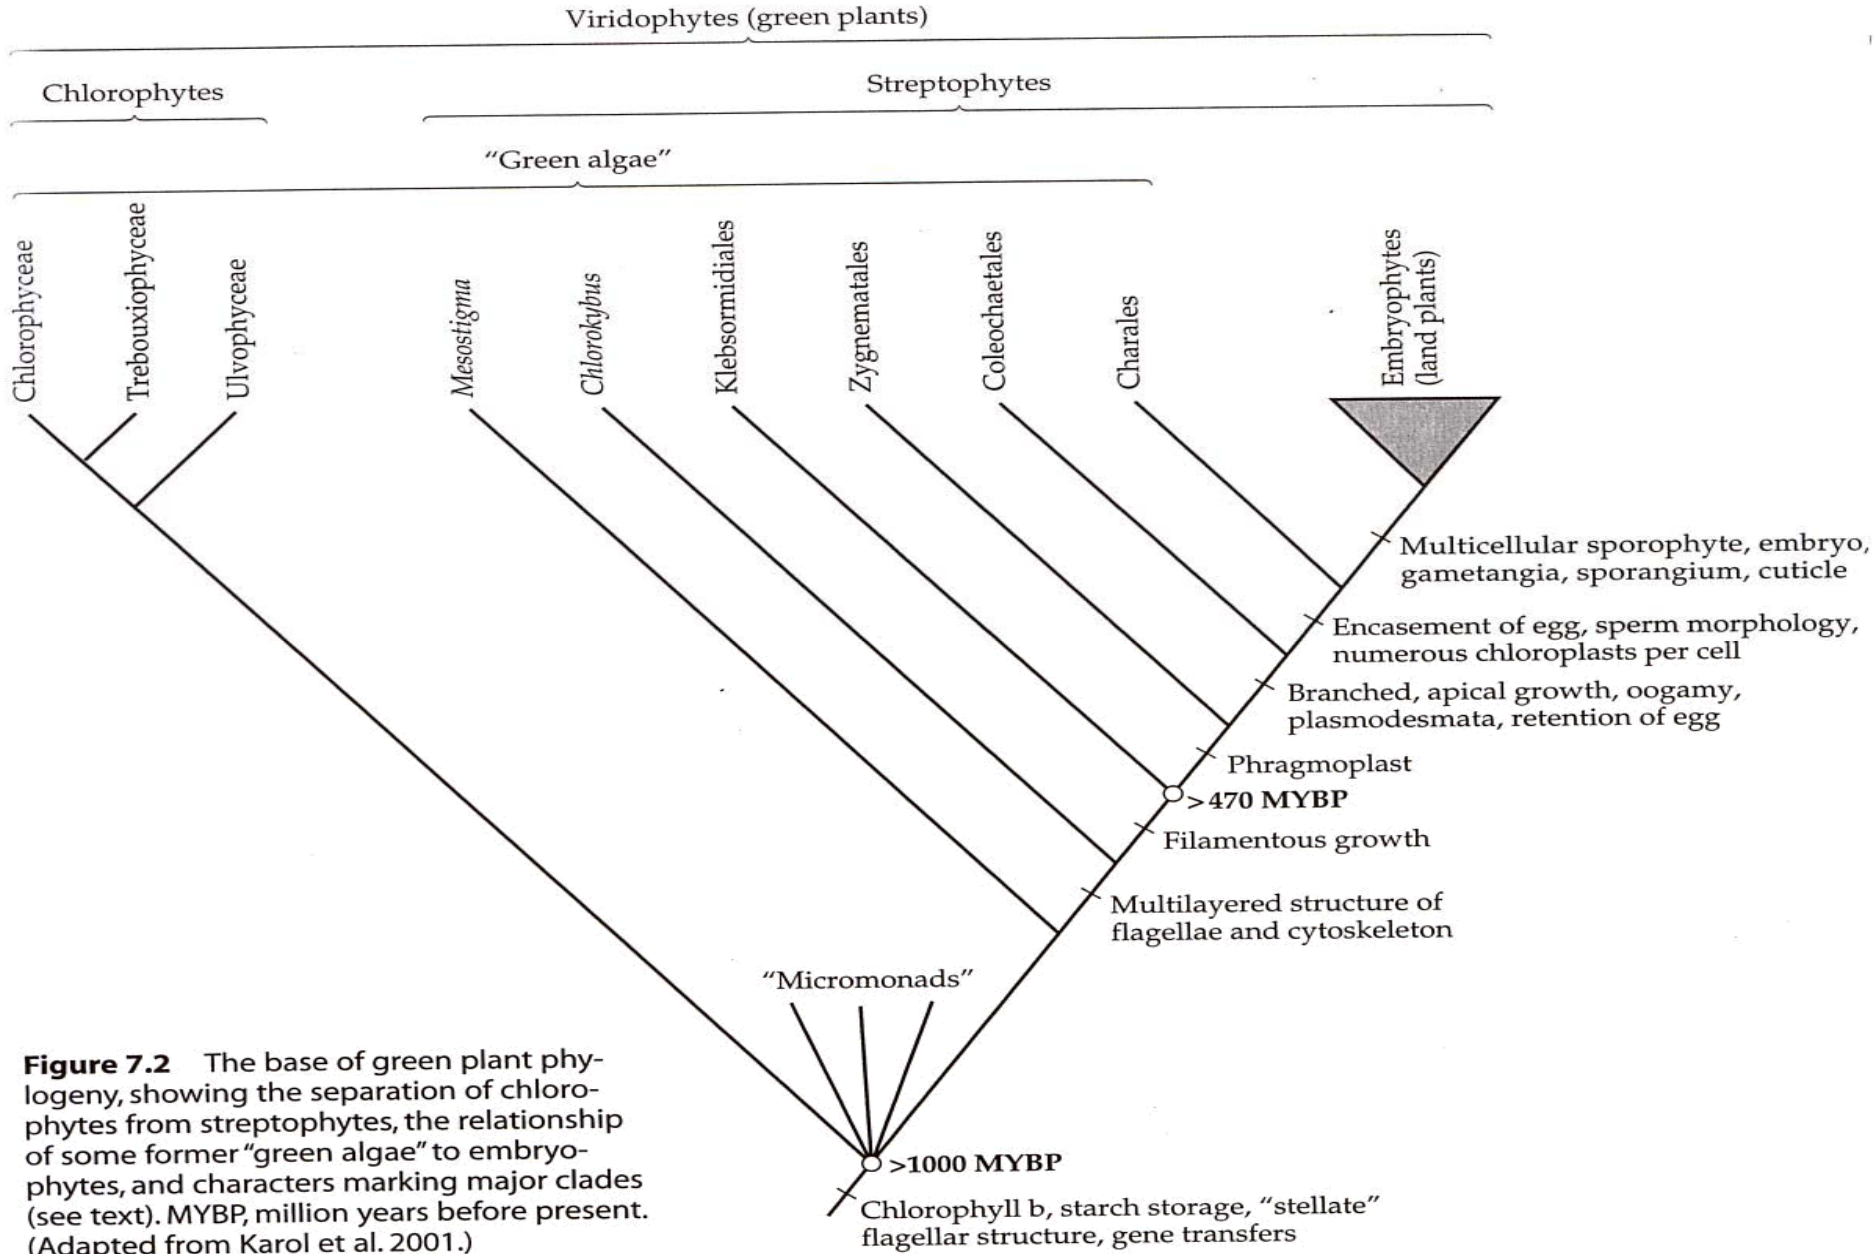 Viridophytes (green plants)
Chlorophytes
Streptophytes
“Green algae”
Chlorophyceae
Trebouxiophyceae
Ulvophyceae
Mesostigma
Chlorokybus
Klebsormidiales
Zygnematales
Coleochaetales
Charales
Embryophytes
(land plants)
Multicellular sporophyte, embryo,
gametangia, sporangium, cuticle
Encasement of egg, sperm morphology,
numerous chloroplasts per cell
Branched, apical growth, oogamy,
plasmodesmata, retention of egg
Phragmoplast
>470 MYBP
Filamentous growth
Multilayered structure of
flagellae and cytoskeleton
“Micromonads”
>1000 MYBP
Chlorophyll b, starch storage, “stellate”
flagellar structure, gene transfers
Figure 7.2 The base of green plant phy-
logeny, showing the separation of chloro-
phytes from streptophytes, the relationship
of some former “green algae” to embryo-
phytes, and characters marking major clades
(see text). MYBP, million years before present.
(Adapted from Karol et al. 2001.)